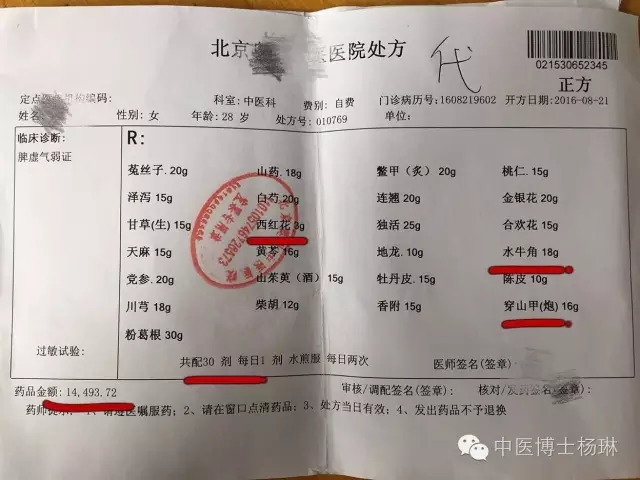 北京 医院处方
代
021530652345
正方
定点医 机构编码: 科室: 中医科 费别: 自费 门诊病历号: 1608219602 开方日期: 2016-08-21
姓名 性别: 女 年龄: 28 岁 处方号: 010769 单位:
临床诊断: R:
脾虚气弱证
菟丝子. 20g 山药. 18g 鳖甲（炙）20g 桃仁. 15g
泽泻 15g 白芍. 20g 连翘. 20g 金银花. 20g
甘草(生) 15g 西红花 3g 独活. 25g 合欢花. 15g
天麻. 15g 黄芩. 16g 地龙. 10g 水牛角. 18g
党参. 20g 山茱萸（酒）15g 牡丹皮. 15g 陈皮. 10g
川芎. 18g 柴胡. 12g 香附. 15g 穿山甲(炮) 16g
粉葛根. 30g
过敏试验: 共配30 剂 每日1 剂 水煎服 每日两次 医师签名(签章)
药品金额: 14,493.72 审核/调配签名(签章): 核对/发药签名(签章):
药师提示: 1、请遵医嘱服药; 2、请在窗口点清药品; 3、处方当日有效; 4、发出药品不予退换
中医博士杨琳